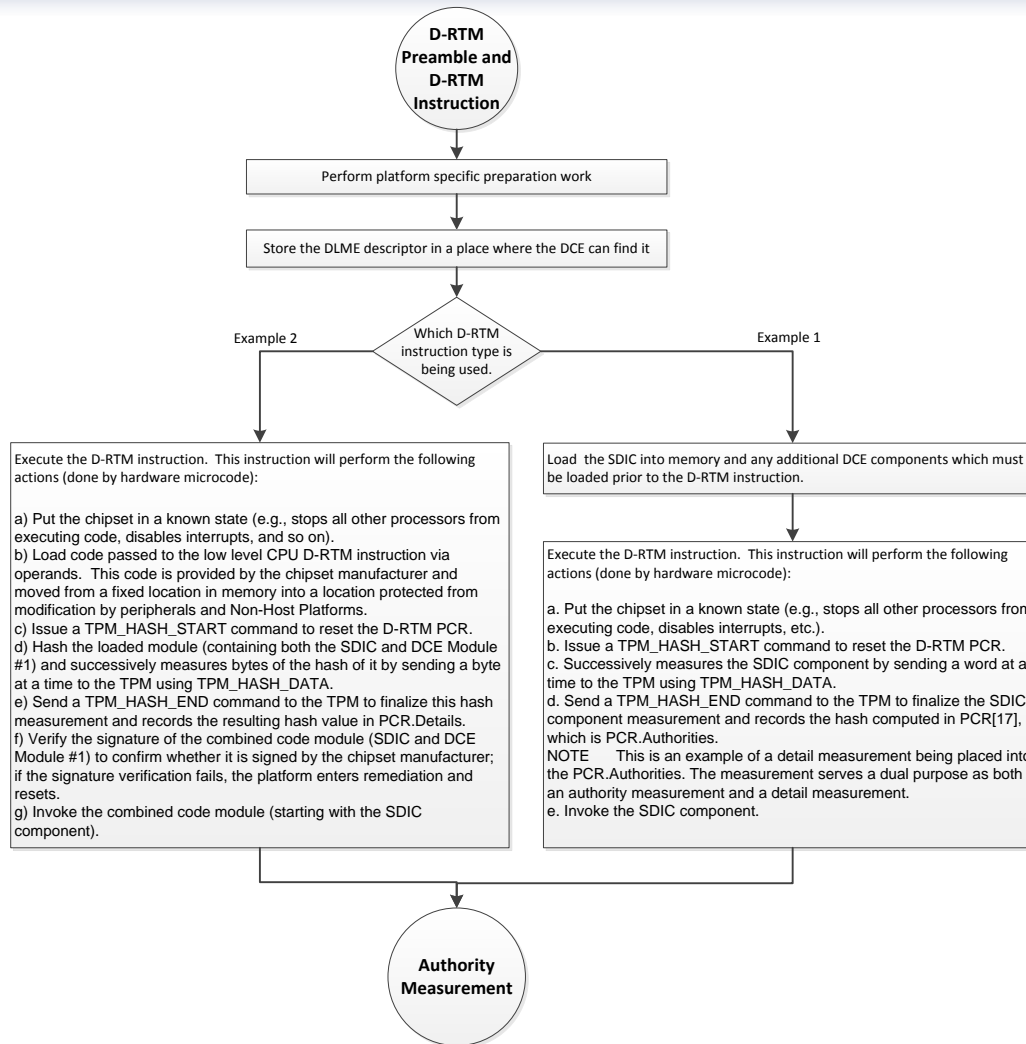 D-RTM
Preamble and
D-RTM
Instruction
Perform platform specific preparation work
Store the DLME descriptor in a place where the DCE can find it
Which D-RTM
instruction type is
being used.
Example 2
Example 1
Execute the D-RTM instruction.  This instruction will perform the following
actions (done by hardware microcode):
a) Put the chipset in a known state (e.g., stops all other processors from
executing code, disables interrupts, and so on).
b) Load code passed to the low level CPU D-RTM instruction via
operands.  This code is provided by the chipset manufacturer and
moved from a fixed location in memory into a location protected from
modification by peripherals and Non-Host Platforms.
c) Issue a TPM_HASH_START command to reset the D-RTM PCR.
d) Hash the loaded module (containing both the SDIC and DCE Module
#1) and successively measures bytes of the hash of it by sending a byte
at a time to the TPM using TPM_HASH_DATA.
e) Send a TPM_HASH_END command to the TPM to finalize this hash
measurement and records the resulting hash value in PCR.Details.
f) Verify the signature of the combined code module (SDIC and DCE
Module #1) to confirm whether it is signed by the chipset manufacturer;
if the signature verification fails, the platform enters remediation and
resets.
g) Invoke the combined code module (starting with the SDIC
component).
Load  the SDIC into memory and any additional DCE components which must
be loaded prior to the D-RTM instruction.
Execute the D-RTM instruction.  This instruction will perform the following
actions (done by hardware microcode):
a. Put the chipset in a known state (e.g., stops all other processors from
executing code, disables interrupts, etc.).
b. Issue a TPM_HASH_START command to reset the D-RTM PCR.
c. Successively measures the SDIC component by sending a word at a
time to the TPM using TPM_HASH_DATA.
d. Send a TPM_HASH_END command to the TPM to finalize the SDIC
component measurement and records the hash computed in PCR[17],
which is PCR.Authorities.
NOTE    This is an example of a detail measurement being placed into
the PCR.Authorities. The measurement serves a dual purpose as both
an authority measurement and a detail measurement.
e. Invoke the SDIC component.
Authority
Measurement